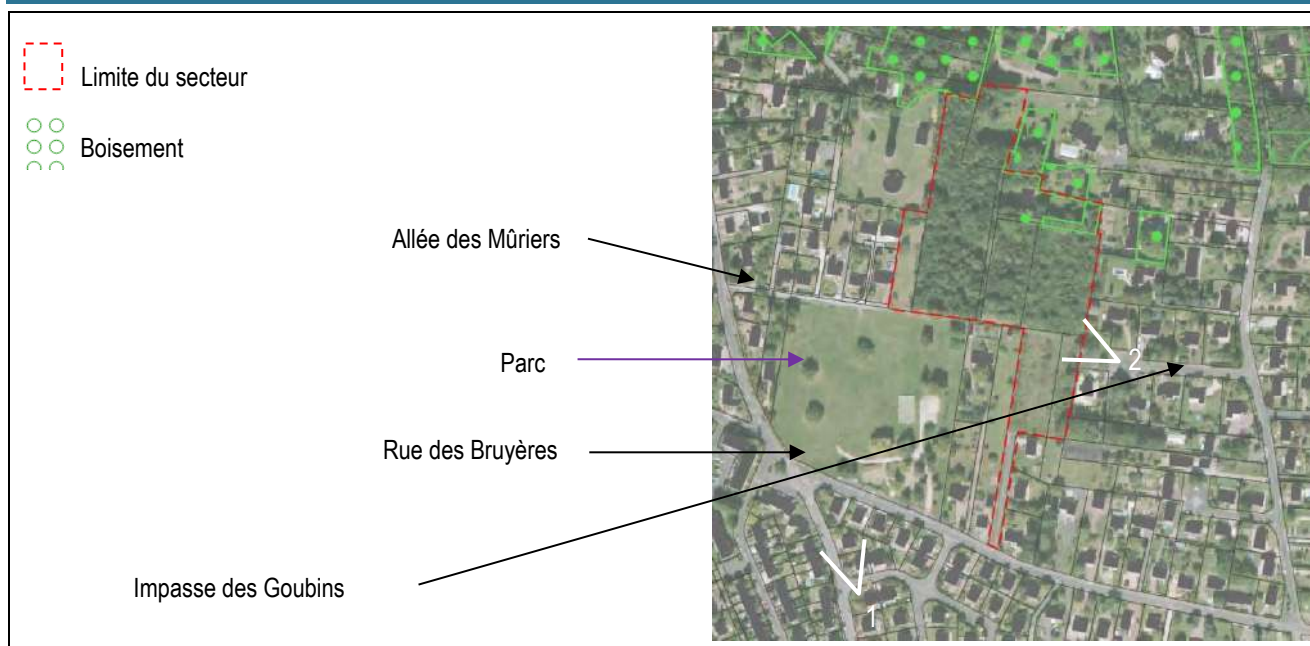 Limite du secteur
Boisement
Allée des Mûriers
Parc
2
Rue des Bruyères
Impasse des Goubins
1